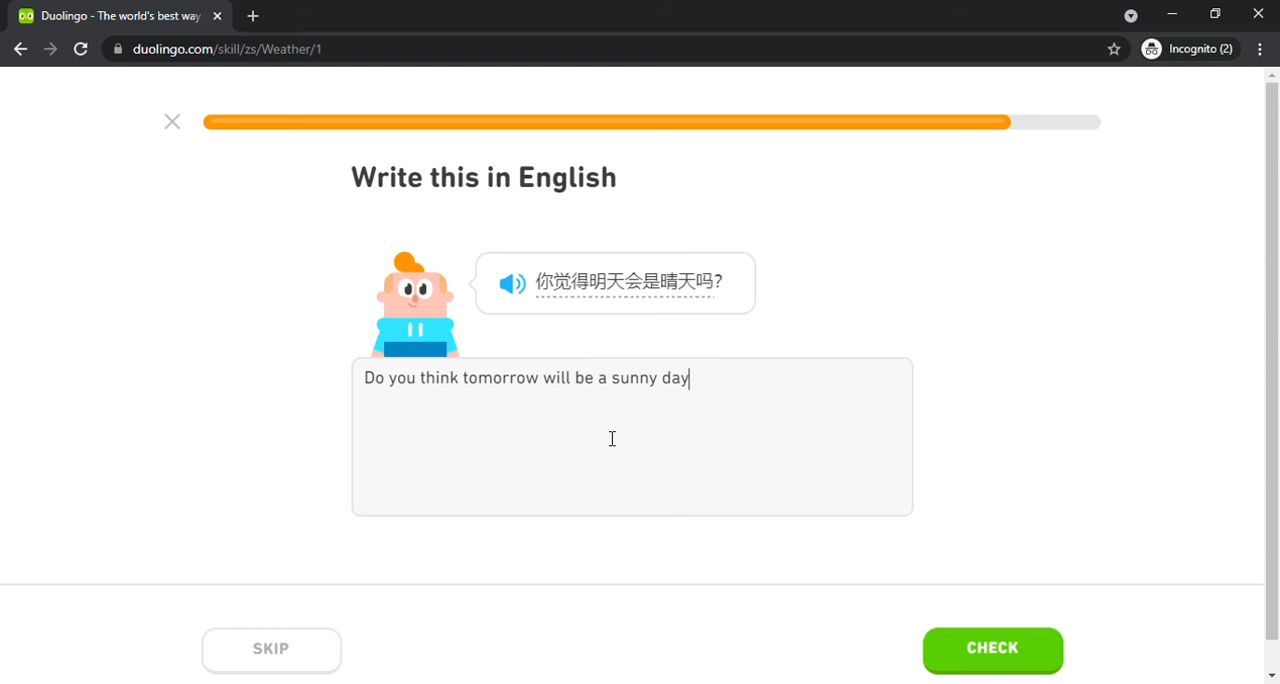 Duolingo - The world's best way
duolingo.com/skill/zs/Weather/1
Incognito (2)
Write this in English
你觉得明天会是晴天吗?
Do you think tomorrow will be a sunny day
SKIP
CHECK